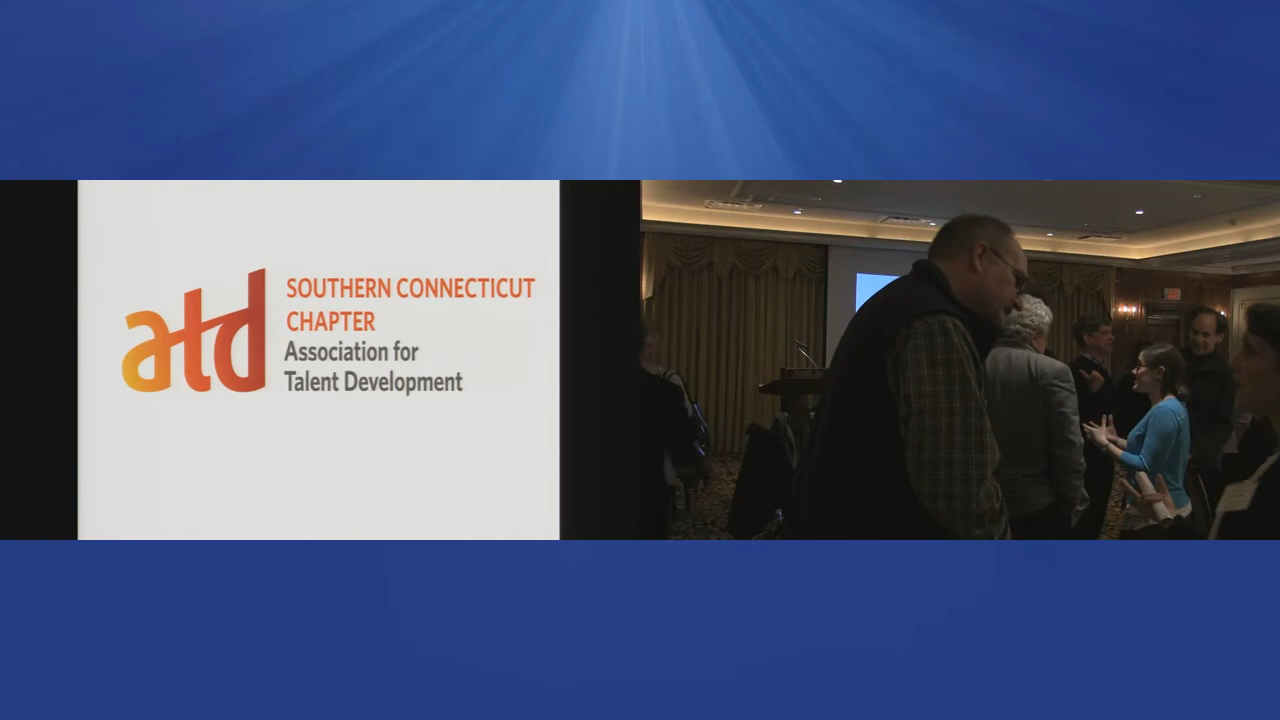 atd
SOUTHERN CONNECTICUT
CHAPTER
Association for
Talent Development